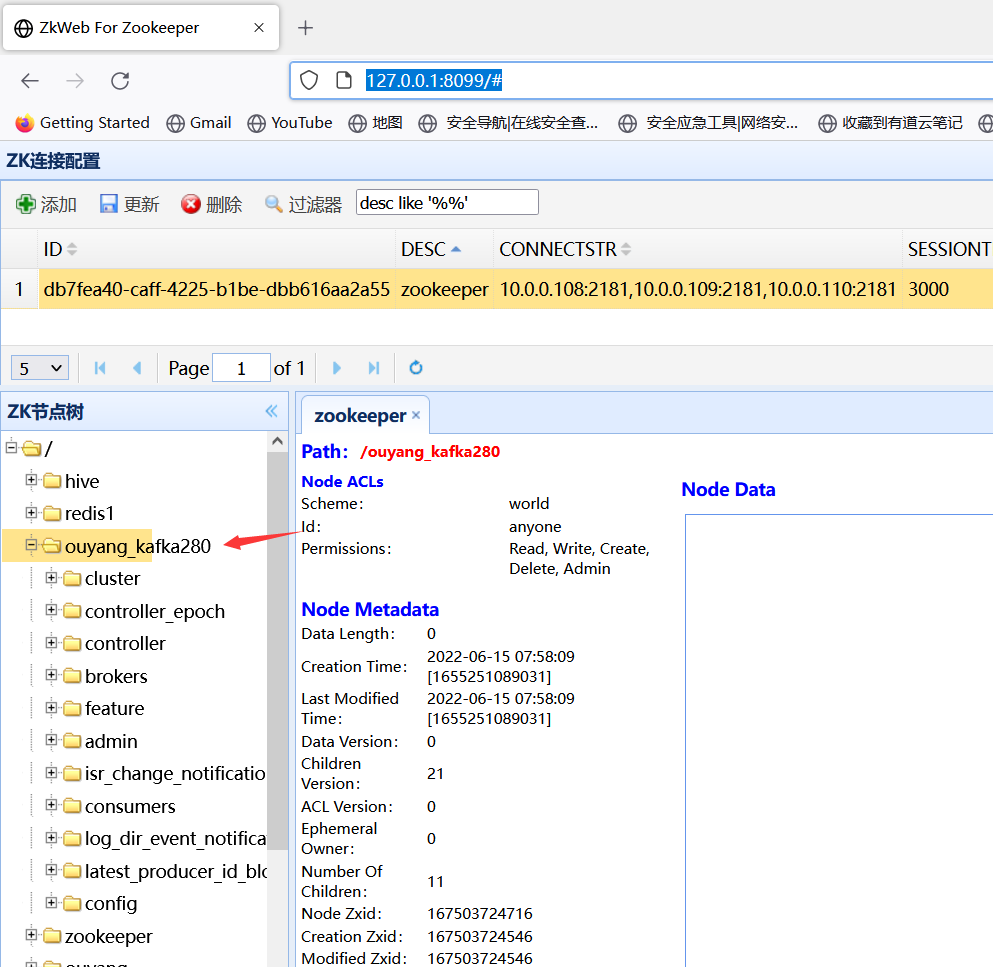 ZkWeb For Zookeeper
127.0.0.1:8099/#
Getting Started Gmail YouTube 地图 安全导航|在线安全查... 安全应急工具|网络安... 收藏到有道云笔记
ZK连接配置
添加 更新 删除 过滤器 desc like '%%'
ID DESC CONNECTSTR SESSIONT
1 db7fea40-caff-4225-b1be-dbb616aa2a55 zookeeper 10.0.0.108:2181,10.0.0.109:2181,10.0.0.110:2181 3000
5 Page 1 of 1
ZK节点树
/
hive
redis1
ouyang_kafka280
cluster
controller_epoch
controller
brokers
feature
admin
isr_change_notificatio
consumers
log_dir_event_notifica
latest_producer_id_blo
config
zookeeper
ouyang
zookeeper
Path： /ouyang_kafka280
Node ACLs
Scheme： world
Id： anyone
Permissions： Read, Write, Create,
Delete, Admin
Node Metadata
Data Length： 0
Creation Time： 2022-06-15 07:58:09
[1655251089031]
Last Modified
Time： 2022-06-15 07:58:09
[1655251089031]
Data Version： 0
Children
Version： 21
ACL Version： 0
Ephemeral
Owner： 0
Number Of
Children： 11
Node Zxid： 167503724716
Creation Zxid： 167503724546
Modified Zxid： 167503724546
Node Data